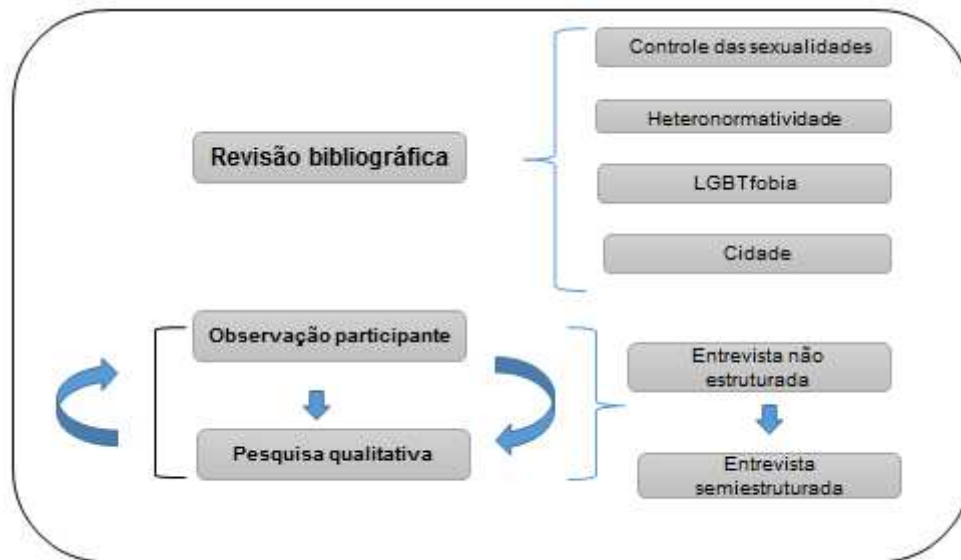 Revisão bibliográfica
Controle das sexualidades
Heteronormatividade
LGBTfobia
Cidade
Observação participante
Pesquisa qualitativa
Entrevista não
estruturada
Entrevista
semiestruturada